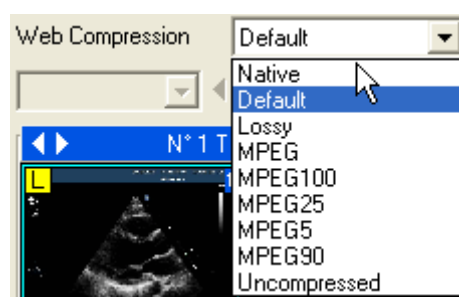 Web Compression Default
Native
Default
Lossy
MPEG
MPEG100
MPEG25
MPEG5
MPEG90
Uncompressed
N° 1 T
L